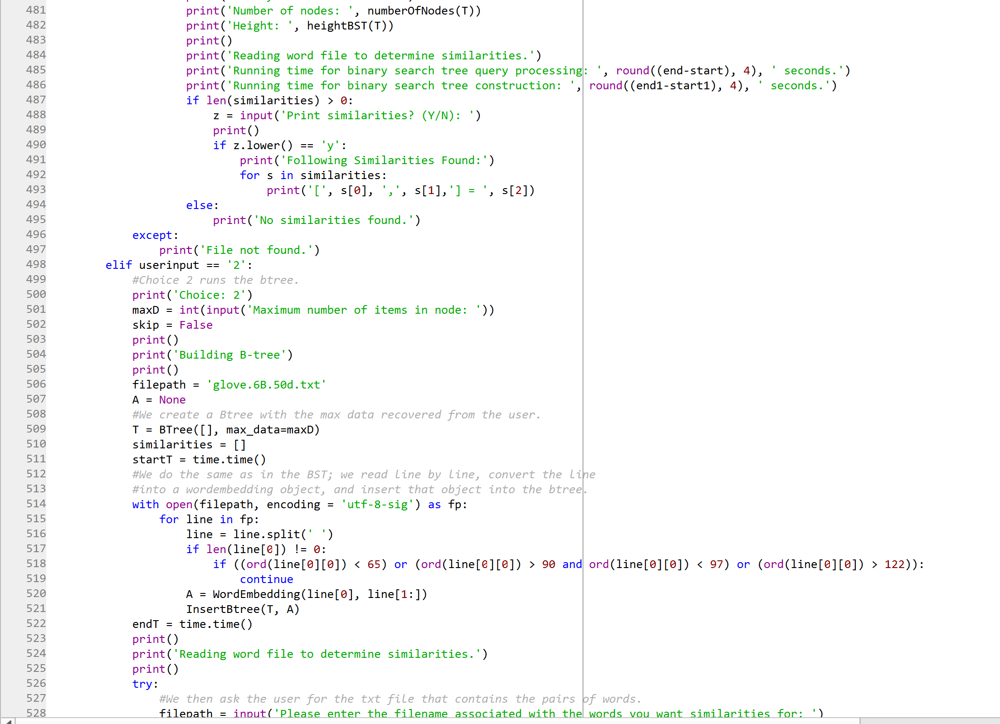 481 print('Number of nodes: ', numberOfNodes(T))
482 print('Height: ', heightBST(T))
483 print()
484 print('Reading word file to determine similarities.')
485 print('Running time for binary search tree query processing: ', round((end-start), 4), ' seconds.')
486 print('Running time for binary search tree construction: ', round((end1-start1), 4), ' seconds.')
487 if len(similarities) > 0:
488 z = input('Print similarities? (Y/N): ')
489 print()
490 if z.lower() == 'y':
491 print('Following Similarities Found:')
492 for s in similarities:
493 print('[', s[0], ',', s[1],'] = ', s[2])
494 else:
495 print('No similarities found.')
496 except:
497 print('File not found.')
498 elif userinput == '2':
499 #Choice 2 runs the btree.
500 print('Choice: 2')
501 maxD = int(input('Maximum number of items in node: '))
502 skip = False
503 print()
504 print('Building B-tree')
505 print()
506 filepath = 'glove.6B.50d.txt'
507 A = None
508 #We create a Btree with the max data recovered from the user.
509 T = BTree([], max_data=maxD)
510 similarities = []
511 startT = time.time()
512 #We do the same as in the BST; we read line by line, convert the line
513 #into a wordembedding object, and insert that object into the btree.
514 with open(filepath, encoding = 'utf-8-sig') as fp:
515 for line in fp:
516 line = line.split(' ')
517 if len(line[0]) != 0:
518 if ((ord(line[0][0]) < 65) or (ord(line[0][0]) > 90 and ord(line[0][0]) < 97) or (ord(line[0][0]) > 122)):
519 continue
520 A = WordEmbedding(line[0], line[1:])
521 InsertBtree(T, A)
522 endT = time.time()
523 print()
524 print('Reading word file to determine similarities.')
525 print()
526 try:
527 #We then ask the user for the txt file that contains the pairs of words.
528 filepath = input('Please enter the filename associated with the words you want similarities for: ')